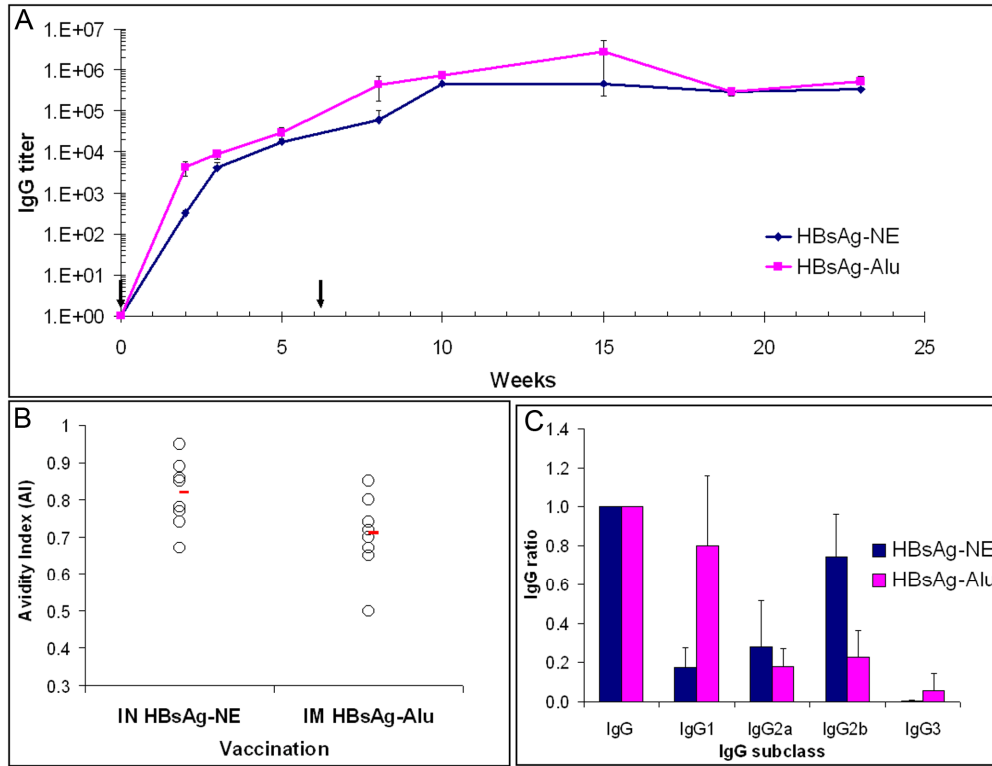 A
1.E+07
1.E+06
1.E+05
1.E+04
1.E+03
1.E+02
1.E+01
1.E+00
IgG titer
0 5 10 15 20 25
Weeks
HBsAg-NE
HBsAg-Alu
B
1
0.9
0.8
0.7
0.6
0.5
0.4
0.3
Avidity Index (AI)
IN HBsAg-NE IM HBsAg-Alu
Vaccination
C
1.4
1.2
1.0
0.8
0.6
0.4
0.2
0.0
IgG ratio
HBsAg-NE
HBsAg-Alu
IgG IgG1 IgG2a IgG2b IgG3
IgG subclass